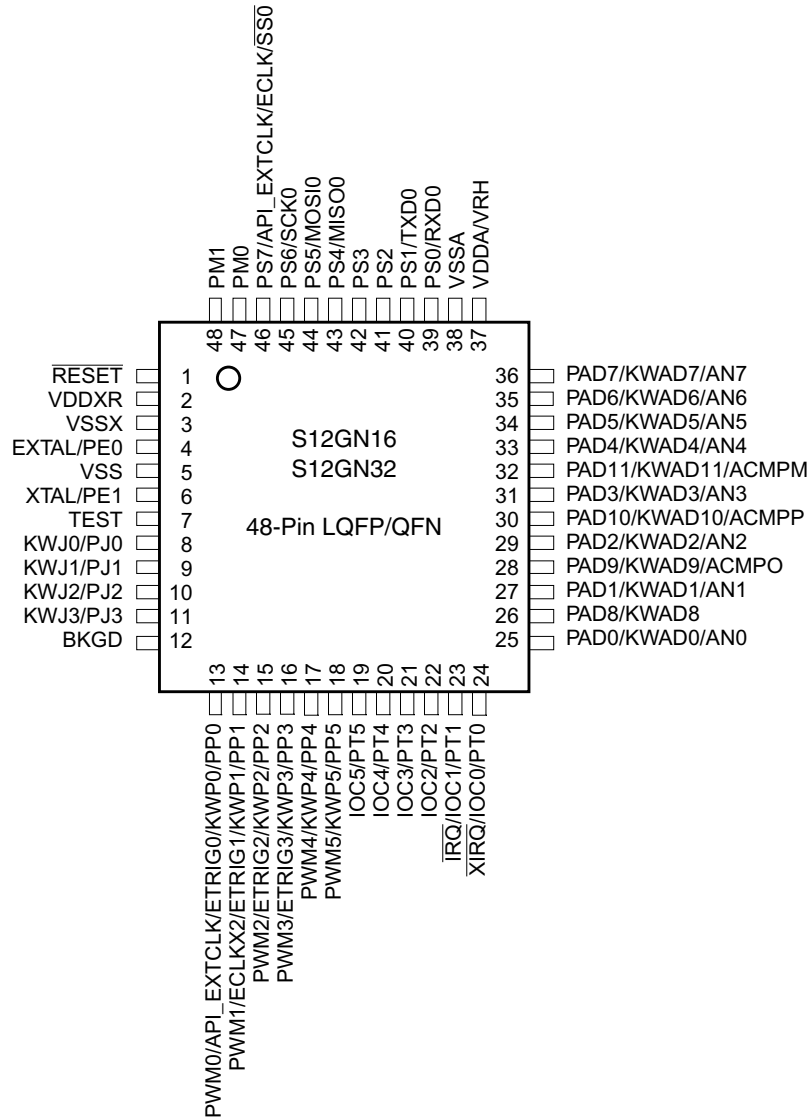 PM1
PM0
PS7/API_EXTCLK/ECLK/SS0
PS6/SCK0
PS5/MOSI0
PS4/MISO0
PS3
PS2
PS1/TXD0
PS0/RXD0
VSSA
VDDA/VRH
48
47
46
45
44
43
42
41
40
39
38
37
RESET 1
VDDXR 2
VSSX 3
EXTAL/PE0 4
VSS 5
XTAL/PE1 6
TEST 7
KWJ0/PJ0 8
KWJ1/PJ1 9
KWJ2/PJ2 10
KWJ3/PJ3 11
BKGD 12
S12GN16
S12GN32
48-Pin LQFP/QFN
36 PAD7/KWAD7/AN7
35 PAD6/KWAD6/AN6
34 PAD5/KWAD5/AN5
33 PAD4/KWAD4/AN4
32 PAD11/KWAD11/ACMPM
31 PAD3/KWAD3/AN3
30 PAD10/KWAD10/ACMPP
29 PAD2/KWAD2/AN2
28 PAD9/KWAD9/ACMPO
27 PAD1/KWAD1/AN1
26 PAD8/KWAD8
25 PAD0/KWAD0/AN0
13
14
15
16
17
18
19
20
21
22
23
24
PWM0/API_EXTCLK/ETRIG0/KWP0/PP0
PWM1/ECLKX2/ETRIG1/KWP1/PP1
PWM2/ETRIG2/KWP2/PP2
PWM3/ETRIG3/KWP3/PP3
PWM4/KWP4/PP4
PWM5/KWP5/PP5
IOC5/PT5
IOC4/PT4
IOC3/PT3
IOC2/PT2
IRQ/IOC1/PT1
XIRQ/IOC0/PT0